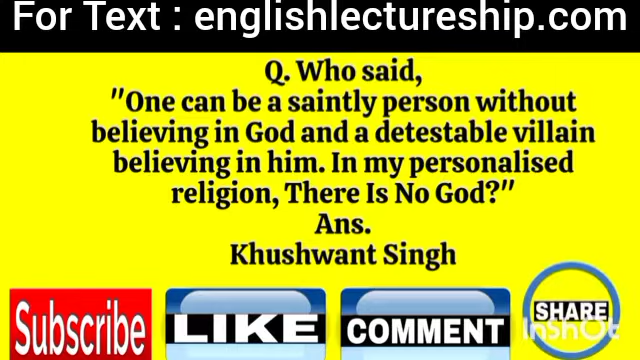 For Text : englishlectureship.com
Q. Who said,
"One can be a saintly person without
believing in God and a detestable villain
believing in him. In my personalised
religion, There Is No God?"
Ans.
Khushwant Singh
Subscribe
LIKE
COMMENT
SHARE
InShOt